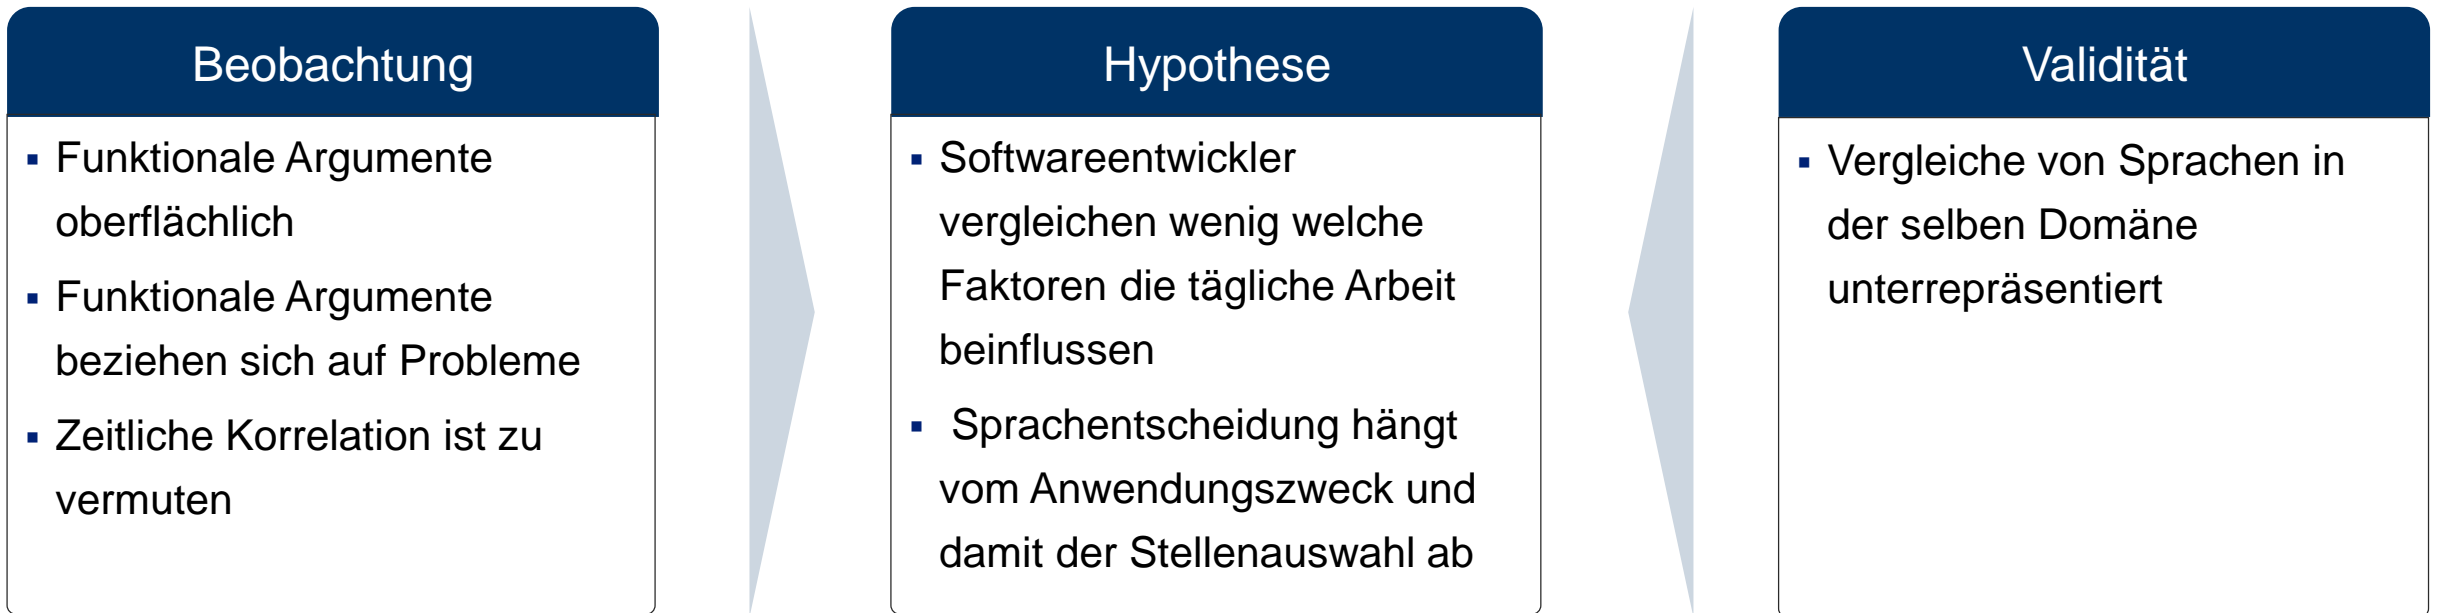 Beobachtung
▪ Funktionale Argumente
oberflächlich
▪ Funktionale Argumente
beziehen sich auf Probleme
▪ Zeitliche Korrelation ist zu
vermuten
Hypothese
▪ Softwareentwickler
vergleichen wenig welche
Faktoren die tägliche Arbeit
beinflussen
▪ Sprachentscheidung hängt
vom Anwendungszweck und
damit der Stellenauswahl ab
Validität
▪ Vergleiche von Sprachen in
der selben Domäne
unterrepräsentiert